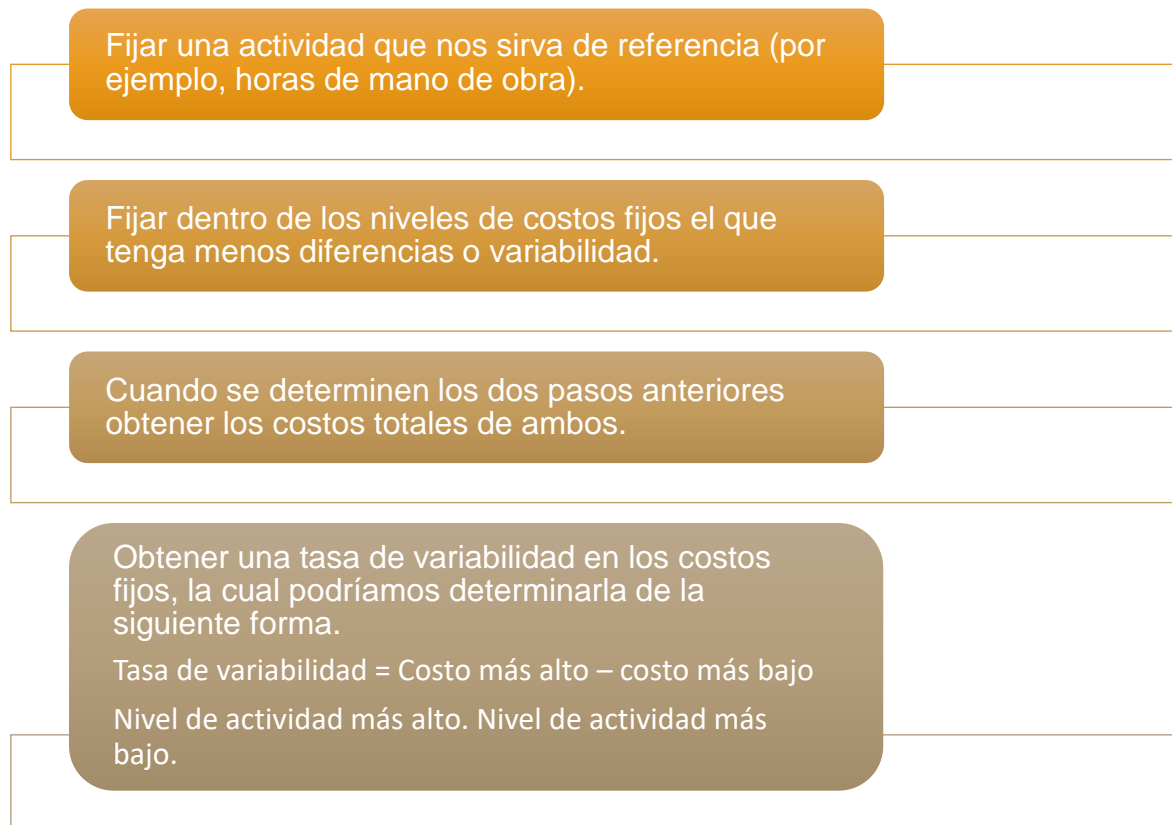 Fijar una actividad que nos sirva de referencia (por
ejemplo, horas de mano de obra).
Fijar dentro de los niveles de costos fijos el que
tenga menos diferencias o variabilidad.
Cuando se determinen los dos pasos anteriores
obtener los costos totales de ambos.
Obtener una tasa de variabilidad en los costos
fijos, la cual podríamos determinarla de la
siguiente forma.
Tasa de variabilidad = Costo más alto – costo más bajo
Nivel de actividad más alto. Nivel de actividad más
bajo.